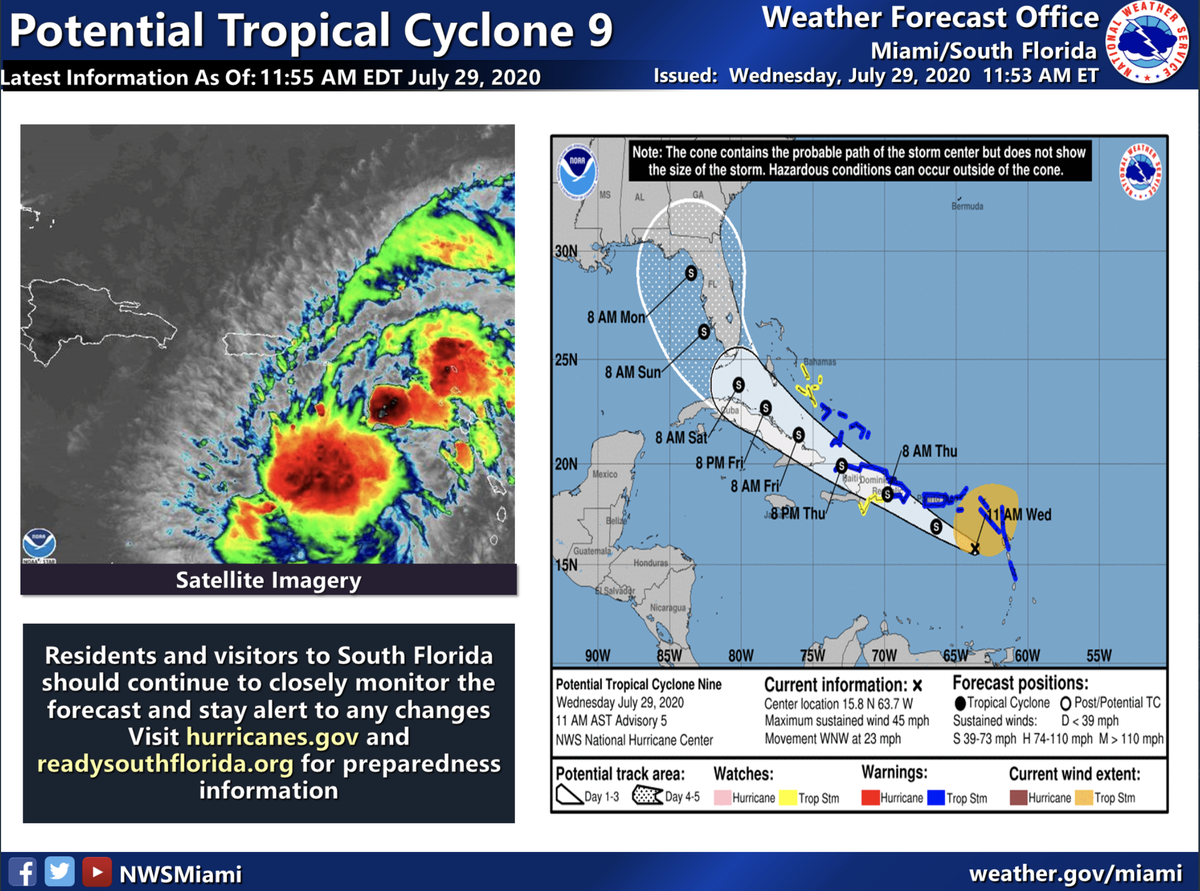 Potential Tropical Cyclone 9
Latest Information As Of: 11:55 AM EDT July 29, 2020
Weather Forecast Office
Miami/South Florida
Issued: Wednesday, July 29, 2020 11:53 AM ET
NATIONAL WEATHER SERVICE
NOAA
Satellite Imagery
Residents and visitors to South Florida
should continue to closely monitor the
forecast and stay alert to any changes
Visit hurricanes.gov and
readysouthflorida.org for preparedness
information
NOAA
Note: The cone contains the probable path of the storm center but does not show
the size of the storm. Hazardous conditions can occur outside of the cone.
NATIONAL WEATHER SERVICE
MS
AL
GA
Bermuda
30N
S
FL
8 AM Mon
S
25N
Bahamas
8 AM Sun
S
Cuba
S
8 AM Sat
S
8 PM Fri
8 AM Thu
20N
S
Mexico
8 AM Fri
Haiti
S
8 PM Thu
11 AM Wed
S
Belize
Guatemala
15N
Honduras
El Salvador
Nicaragua
90W
85W
80W
75W
70W
65W
60W
55W
Potential Tropical Cyclone Nine
Wednesday July 29, 2020
11 AM AST Advisory 5
NWS National Hurricane Center
Current information: x
Center location 15.8 N 63.7 W
Maximum sustained wind 45 mph
Movement WNW at 23 mph
Forecast positions:
Tropical Cyclone Post/Potential TC
Sustained winds: D < 39 mph
S 39-73 mph H 74-110 mph M > 110 mph
Potential track area:
Day 1-3 Day 4-5
Watches:
Hurricane Trop Stm
Warnings:
Hurricane Trop Stm
Current wind extent:
Hurricane Trop Stm
NWSMiami
weather.gov/miami